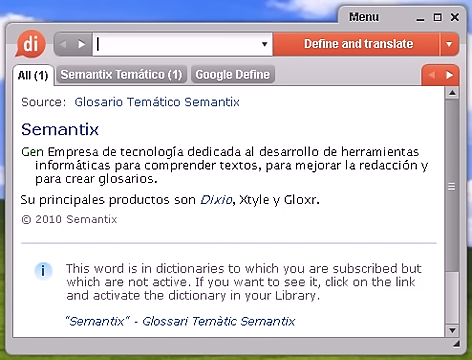 Menu
di
Define and translate
All (1)
Semantix Temático (1)
Google Define
Source: Glosario Temático Semantix
Semantix
Gen Empresa de tecnología dedicada al desarrollo de herramientas
informáticas para comprender textos, para mejorar la redacción y
para crear glosarios.
Su principales productos son Dixio, Xtyle y Gloxr.
© 2010 Semantix
i
This word is in dictionaries to which you are subscribed but
which are not active. If you want to see it, click on the link
and activate the dictionary in your Library.
"Semantix" - Glossari Temàtic Semantix